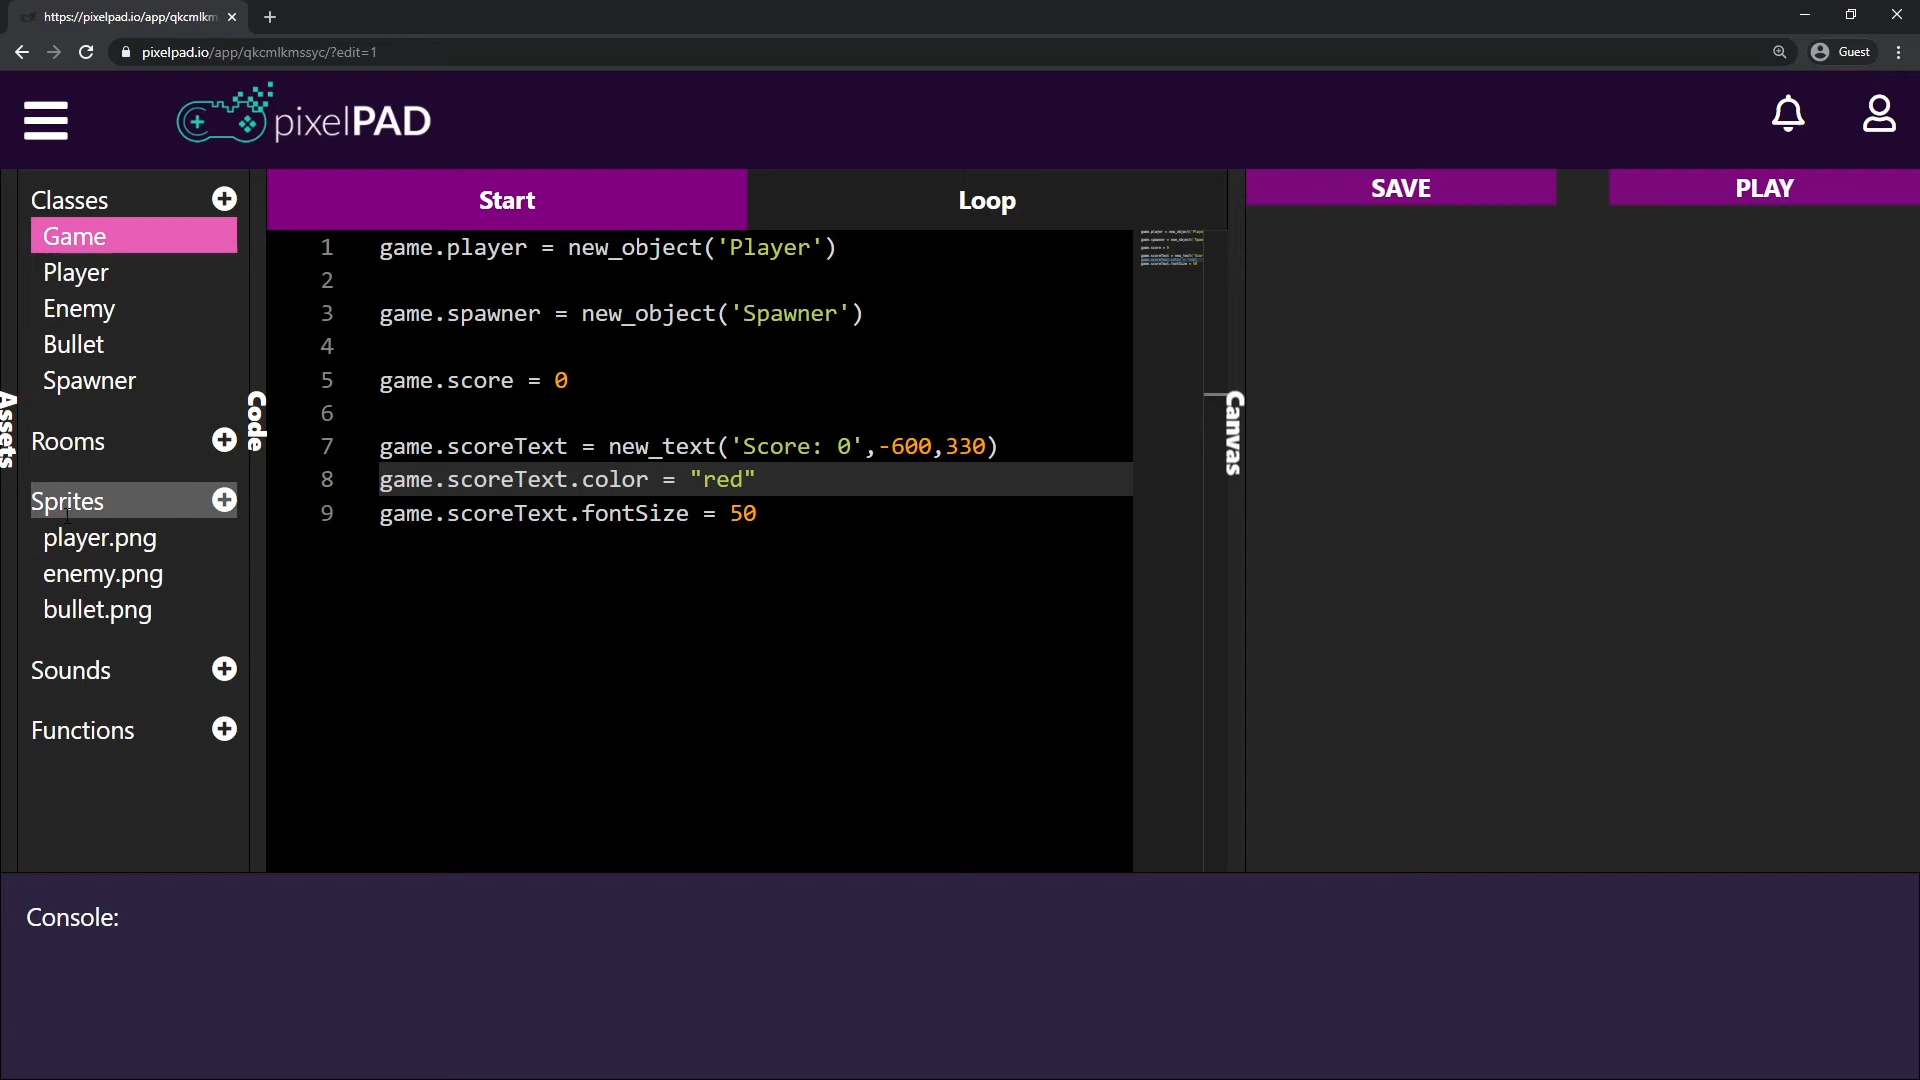 https://pixelpad.io/app/qkcmlkm
pixelpad.io/app/qkcmlkmssyc/?edit=1
Guest
pixelPAD
Classes
Game
Player
Enemy
Bullet
Spawner
Rooms
Sprites
player.png
enemy.png
bullet.png
Sounds
Functions
Assets
Code
Start
Loop
1 game.player = new_object('Player')
2
3 game.spawner = new_object('Spawner')
4
5 game.score = 0
6
7 game.scoreText = new_text('Score: 0',-600,330)
8 game.scoreText.color = "red"
9 game.scoreText.fontSize = 50
Canvas
SAVE
PLAY
Console: